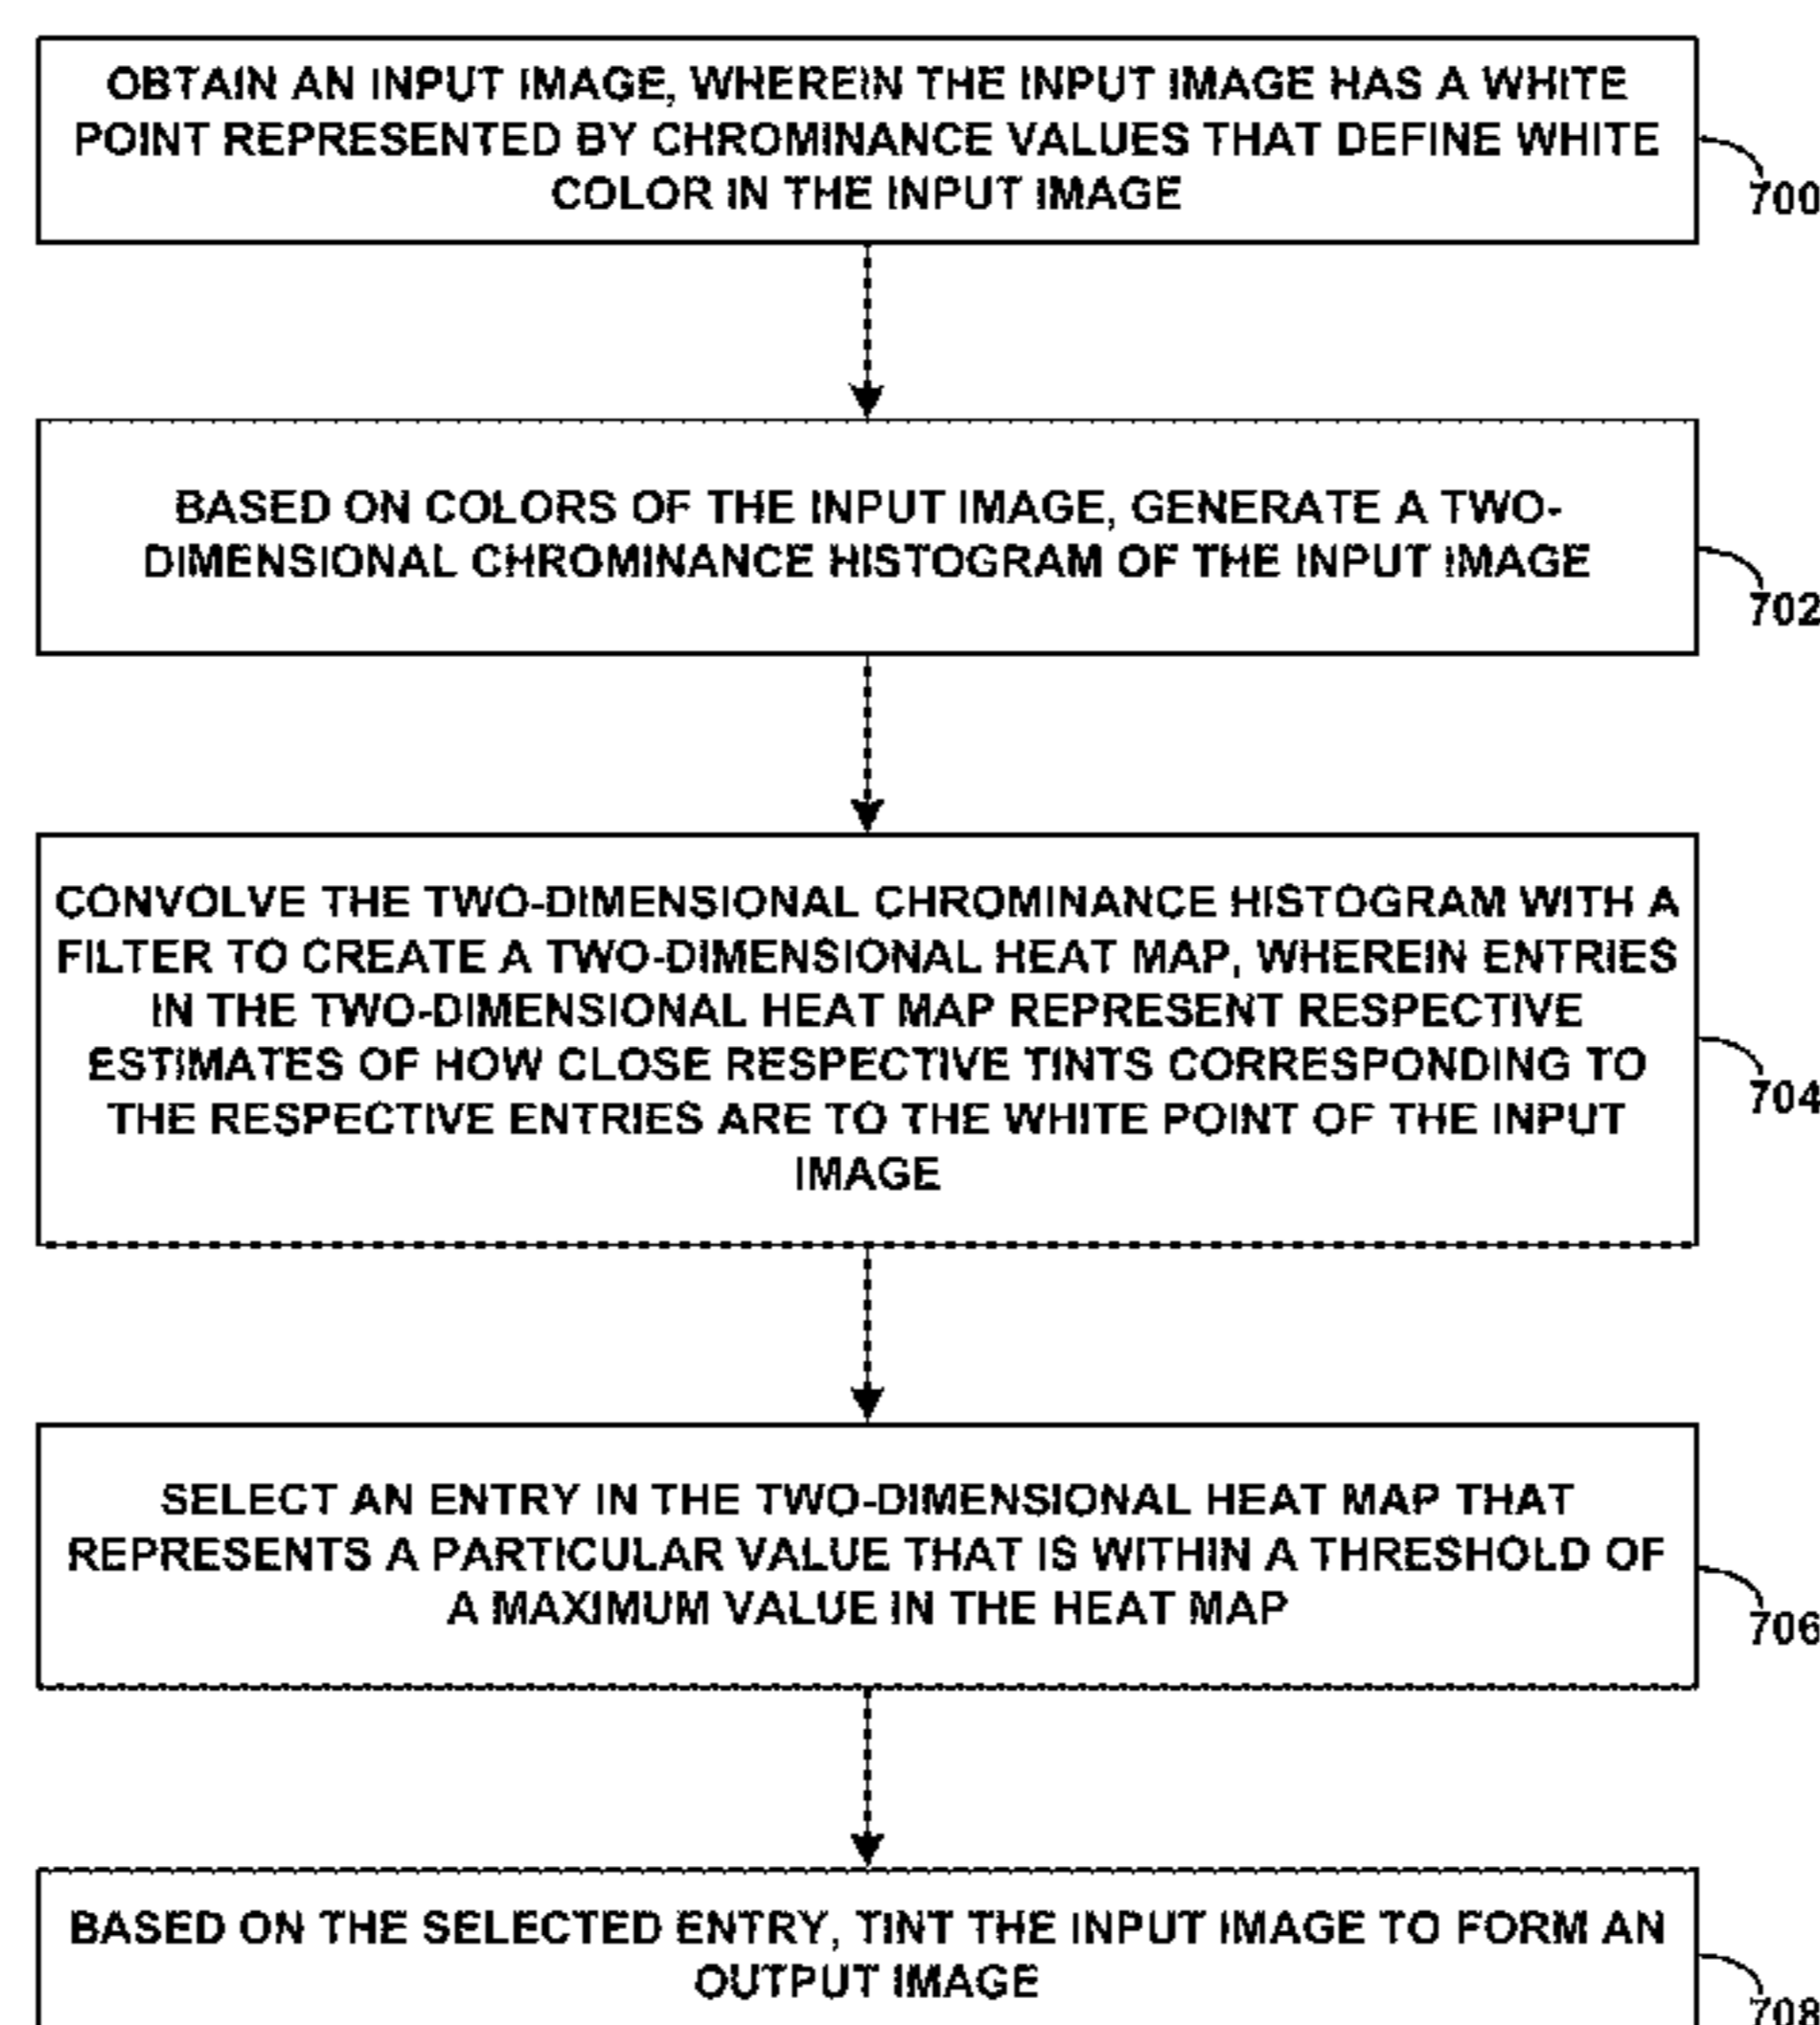 OBTAIN AN INPUT IMAGE, WHEREIN THE INPUT IMAGE HAS A WHITE
POINT REPRESENTED BY CHROMINANCE VALUES THAT DEFINE WHITE
COLOR IN THE INPUT IMAGE
700
BASED ON COLORS OF THE INPUT IMAGE, GENERATE A TWO-
DIMENSIONAL CHROMINANCE HISTOGRAM OF THE INPUT IMAGE
702
CONVOLVE THE TWO-DIMENSIONAL CHROMINANCE HISTOGRAM WITH A
FILTER TO CREATE A TWO-DIMENSIONAL HEAT MAP, WHEREIN ENTRIES
IN THE TWO-DIMENSIONAL HEAT MAP REPRESENT RESPECTIVE
ESTIMATES OF HOW CLOSE RESPECTIVE TINTS CORRESPONDING TO
THE RESPECTIVE ENTRIES ARE TO THE WHITE POINT OF THE INPUT
IMAGE
704
SELECT AN ENTRY IN THE TWO-DIMENSIONAL HEAT MAP THAT
REPRESENTS A PARTICULAR VALUE THAT IS WITHIN A THRESHOLD OF
A MAXIMUM VALUE IN THE HEAT MAP
706
BASED ON THE SELECTED ENTRY, TINT THE INPUT IMAGE TO FORM AN
OUTPUT IMAGE
708